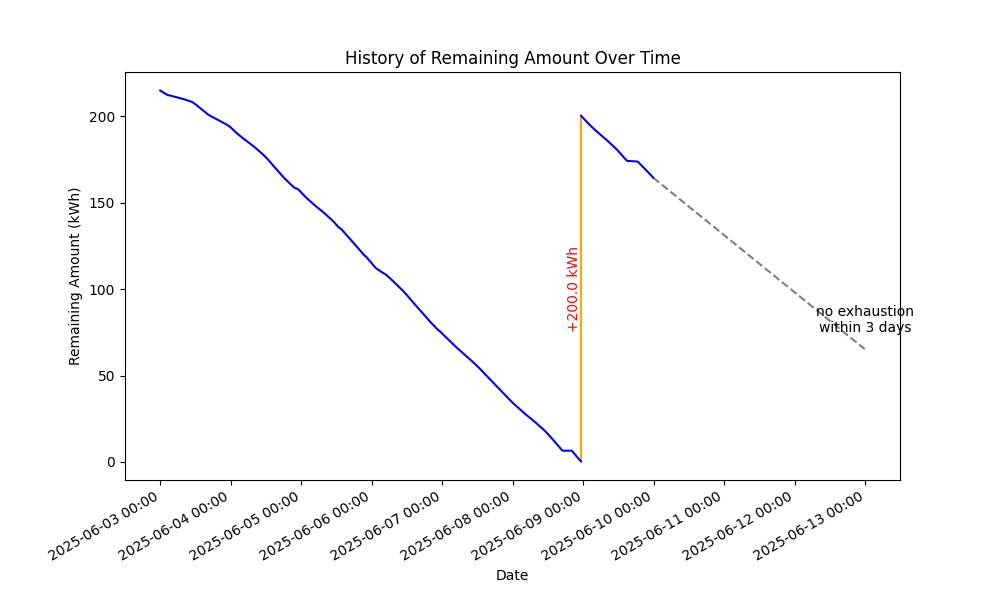 History of Remaining Amount Over Time
Remaining Amount (kWh)
200
150
100
50
0
+200.0 kWh
no exhaustion
within 3 days
2025-06-03 00:00
2025-06-04 00:00
2025-06-05 00:00
2025-06-06 00:00
2025-06-07 00:00
2025-06-08 00:00
2025-06-09 00:00
2025-06-10 00:00
2025-06-11 00:00
2025-06-12 00:00
2025-06-13 00:00
Date